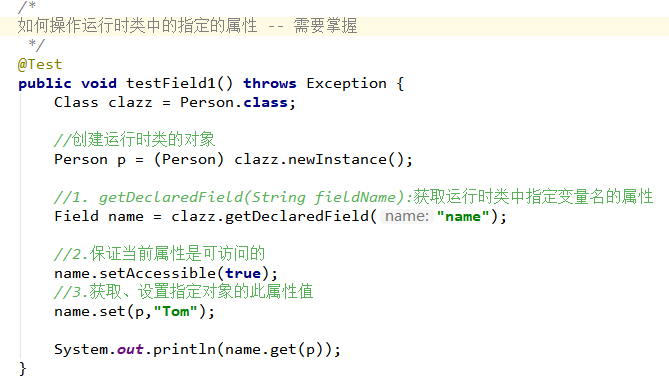 /*
如何操作运行时类中的指定的属性 -- 需要掌握
 */
@Test
public void testField1() throws Exception {
    Class clazz = Person.class;

    //创建运行时类的对象
    Person p = (Person) clazz.newInstance();

    //1. getDeclaredField(String fieldName):获取运行时类中指定变量名的属性
    Field name = clazz.getDeclaredField( name: "name");

    //2.保证当前属性是可访问的
    name.setAccessible(true);
    //3.获取、设置指定对象的此属性值
    name.set(p,"Tom");

    System.out.println(name.get(p));
}